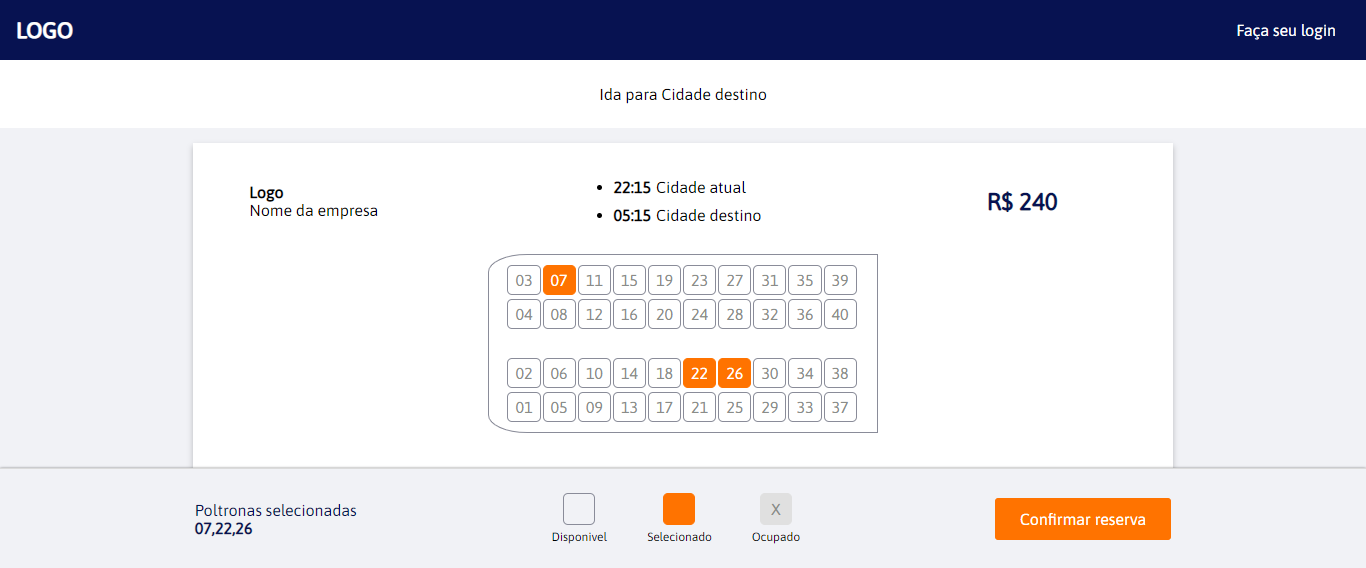 LOGO
Faça seu login
Ida para Cidade destino
Logo
Nome da empresa
22:15 Cidade atual
05:15 Cidade destino
R$ 240
03 07 11 15 19 23 27 31 35 39
04 08 12 16 20 24 28 32 36 40
02 06 10 14 18 22 26 30 34 38
01 05 09 13 17 21 25 29 33 37
Poltronas selecionadas
07,22,26
Disponivel
Selecionado
X
Ocupado
Confirmar reserva